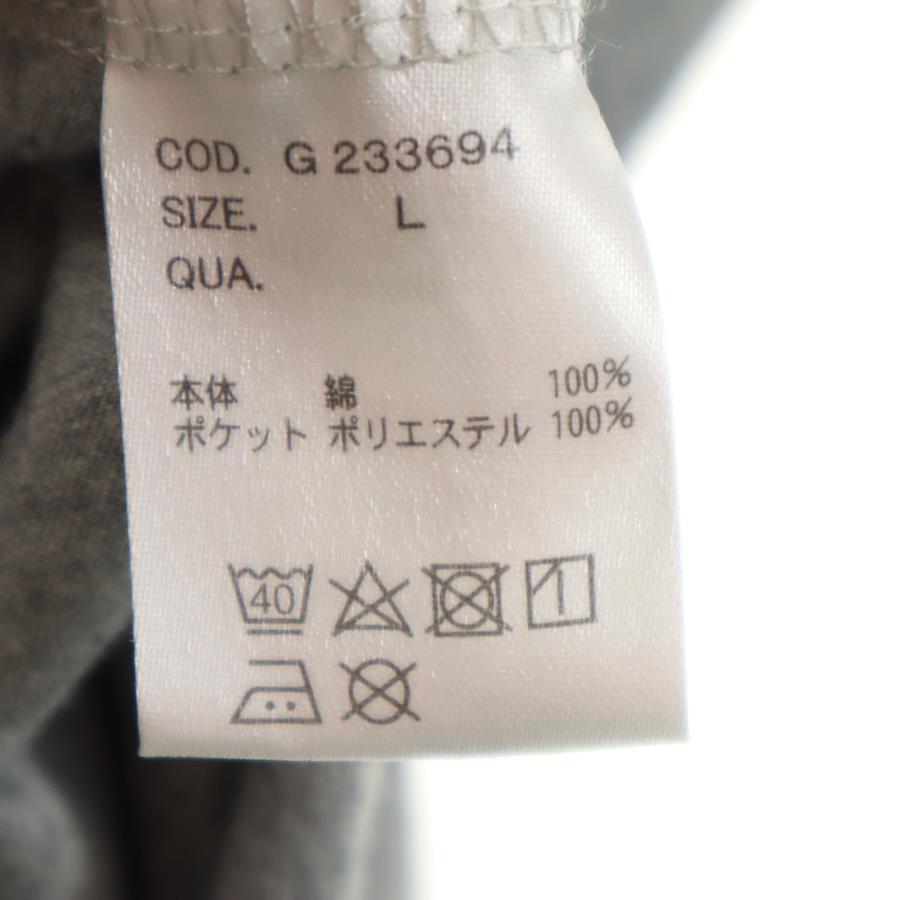 COD. G 233694
SIZE. L
QUA.
本体 綿 100%
ポケット ポリエステル 100%
40